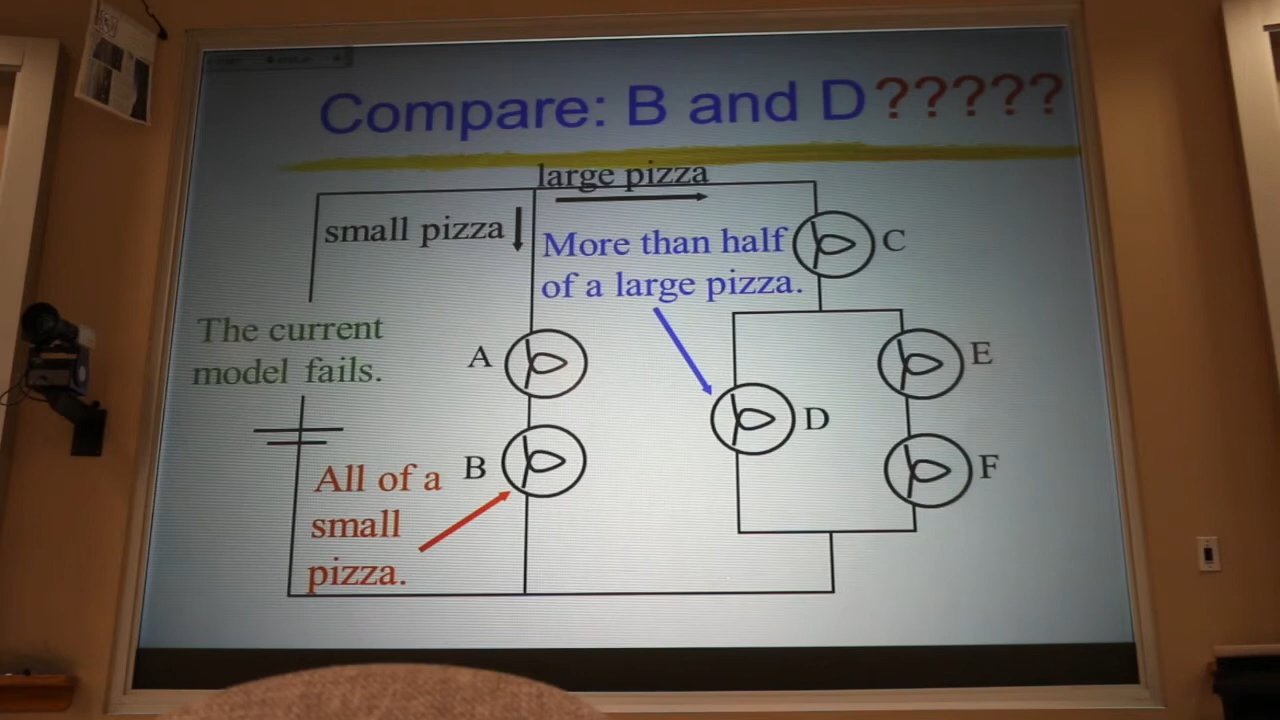 Compare: B and D?????
large pizza
small pizza
More than half
of a large pizza.
C
The current
model fails.
A
E
D
B
F
All of a
small
pizza.